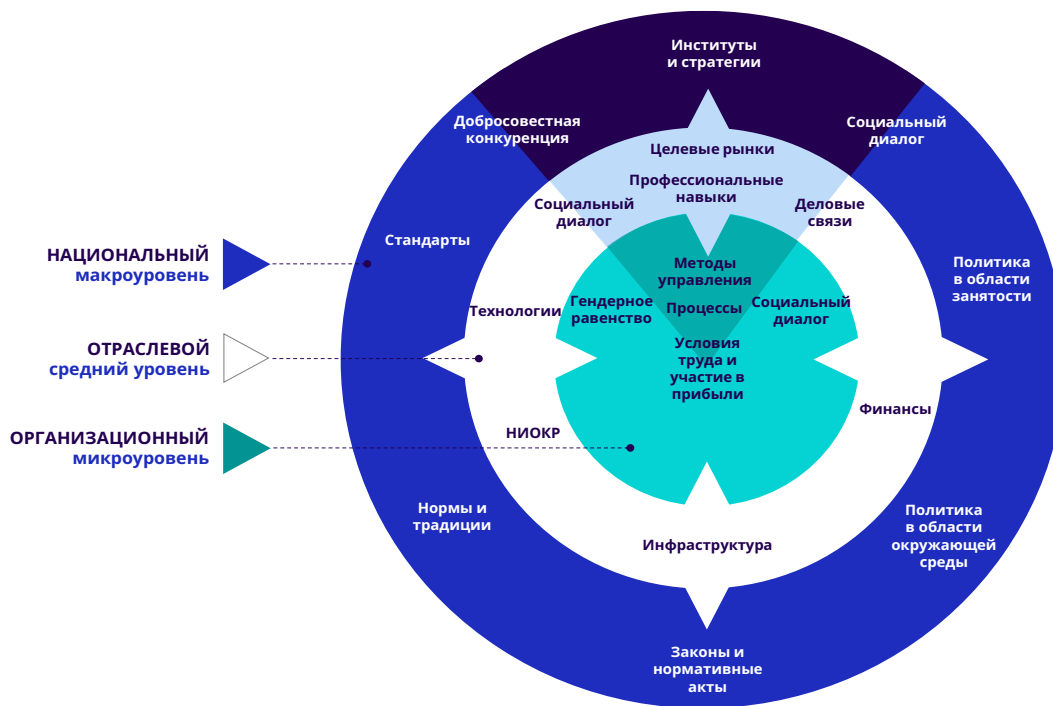 Институты
и стратегии
Добросовестная
конкуренция
Социальный
диалог
Целевые рынки
Профессиональные
навыки
Социальный
диалог
Деловые
связи
Стандарты
НАЦИОНАЛЬНЫЙ
макроуровень
Методы
управления
Политика
в области
занятости
Технологии
Гендерное
равенство
Процессы
Социальный
диалог
ОТРАСЛЕВОЙ
средний уровень
Условия
труда и
участие в
прибыли
Финансы
ОРГАНИЗАЦИОННЫЙ
микроуровень
НИОКР
Нормы и
традиции
Политика
в области
окружающей
среды
Инфраструктура
Законы и
нормативные
акты